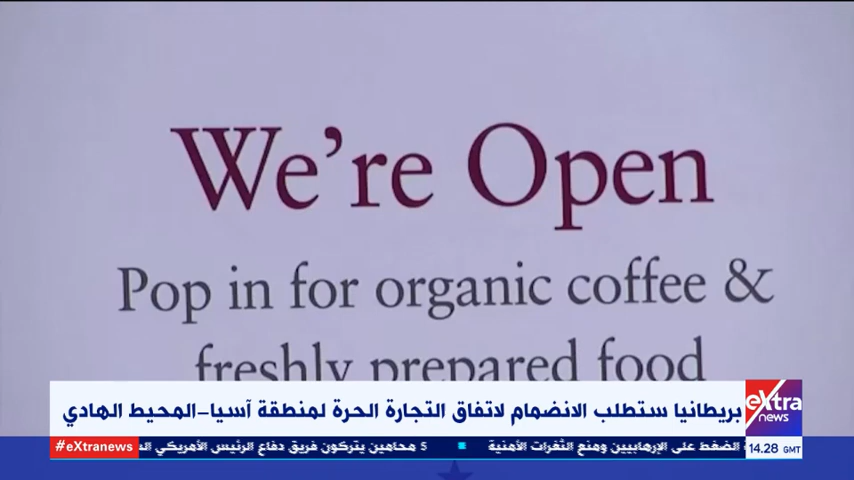 We're Open
Pop in for organic coffee &
freshly prepared food
بريطانيا ستطلب الانضمام لاتفاق التجارة الحرة لمنطقة آسيا-المحيط الهادي
eXtra
news
الضغط على الإرهابيين ومنع الثغرات الأمنية
5 محامين يتركون فريق دفاع الرئيس الأمريكي
#eXtranews
14.28 GMT